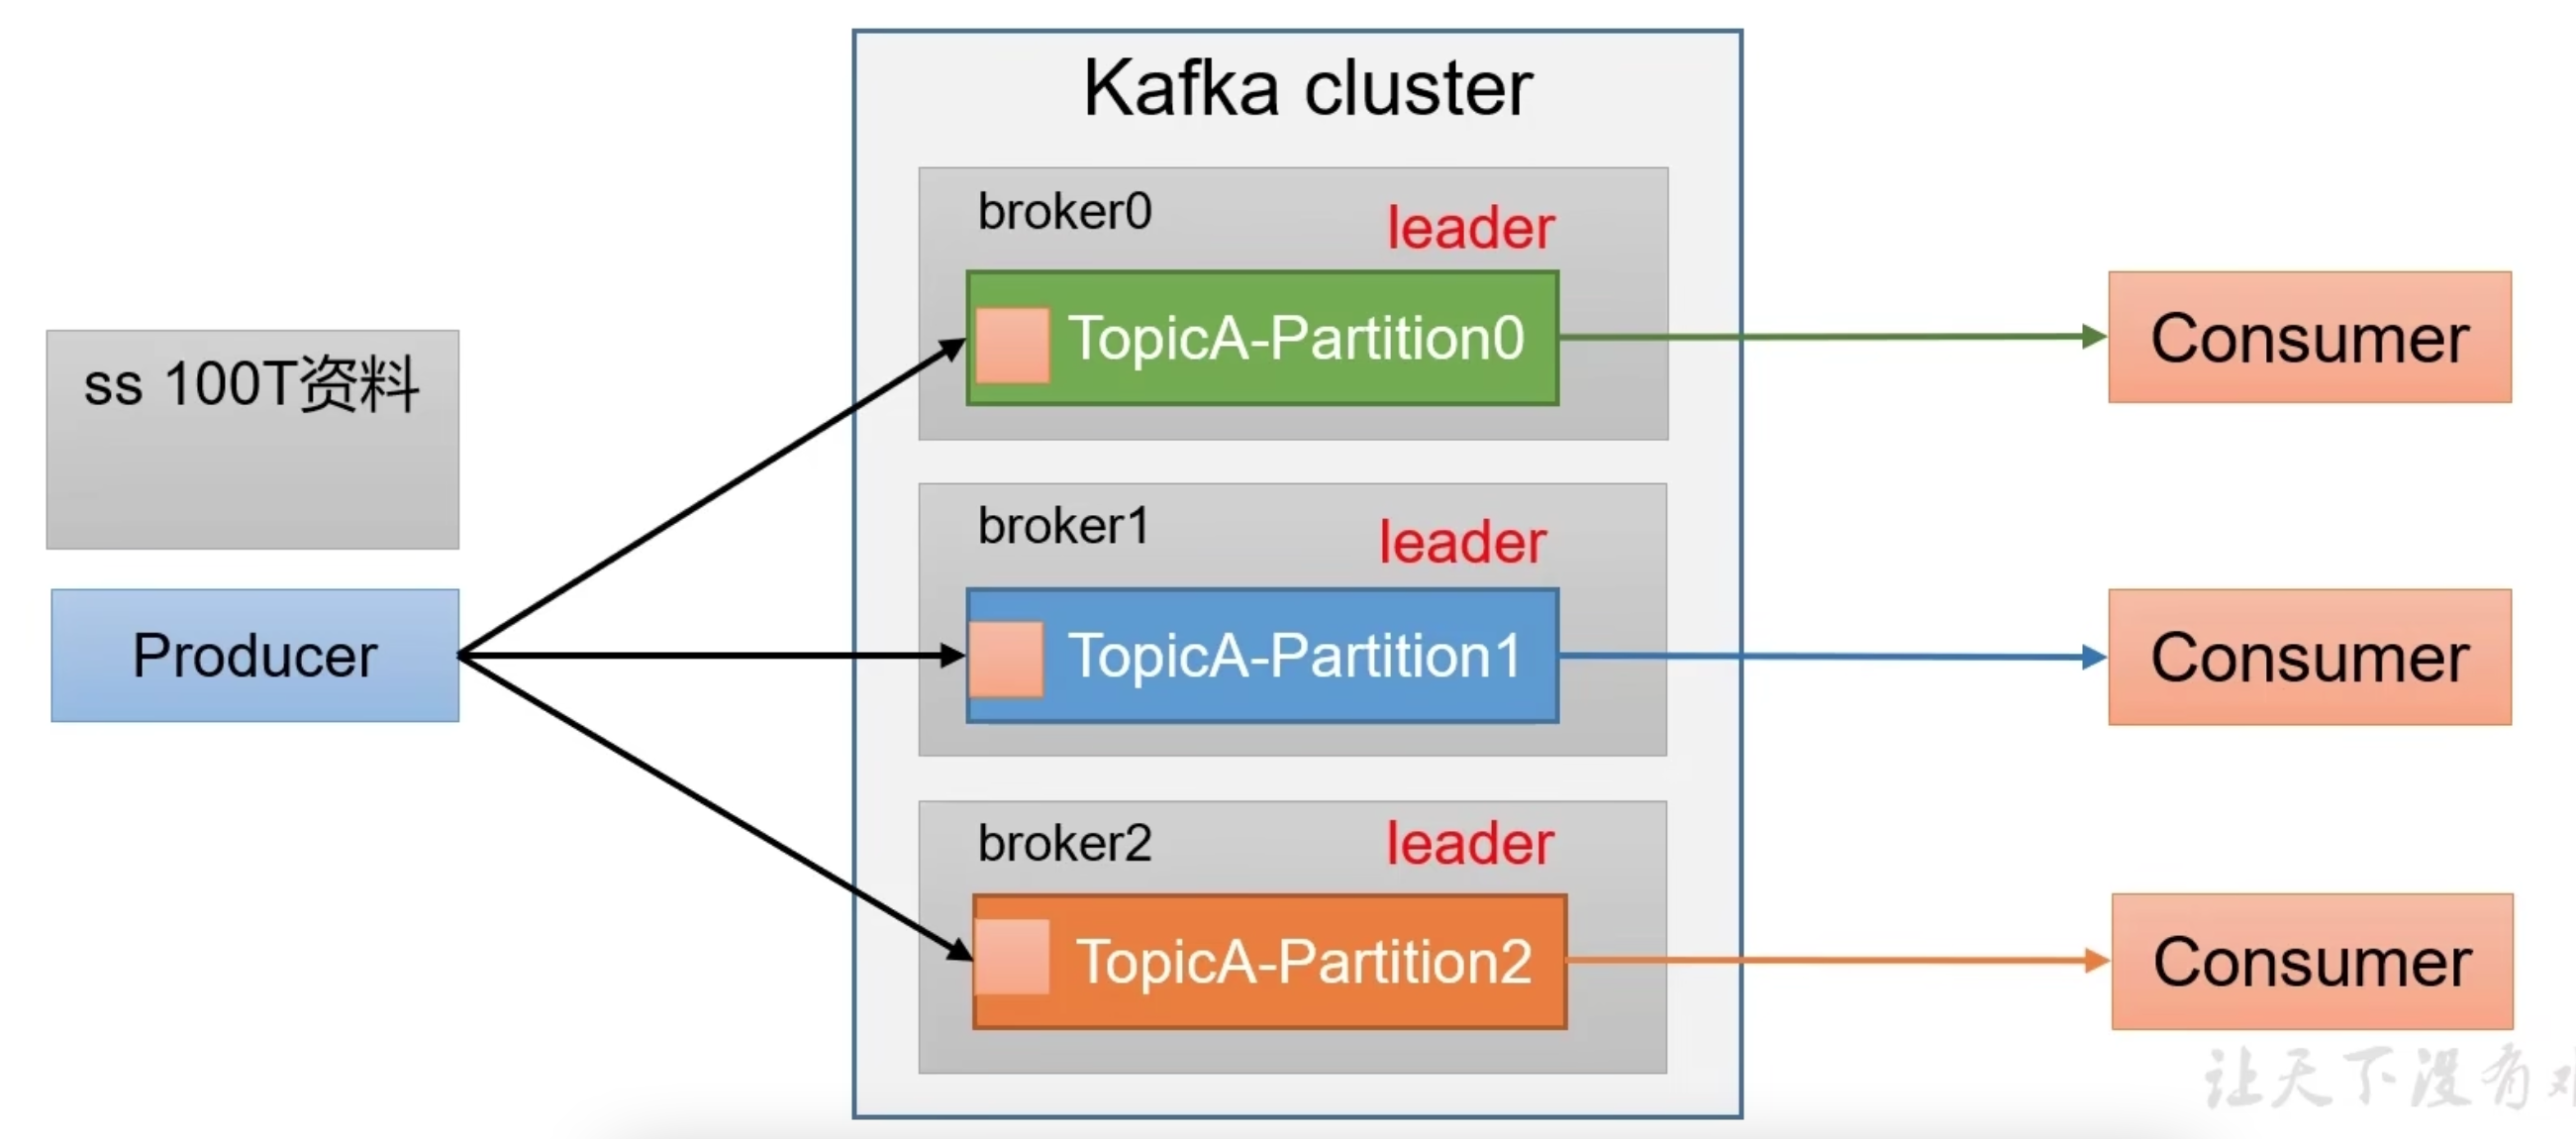 Kafka cluster
broker0
leader
TopicA-Partition0
Consumer
ss 100T资料
broker1
leader
Producer
TopicA-Partition1
Consumer
broker2
leader
TopicA-Partition2
Consumer
让天下没有